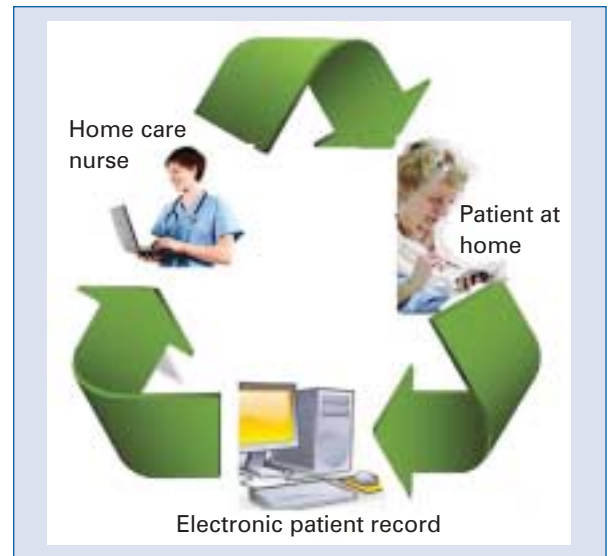 Home care
nurse
Patient at
home
Electronic patient record